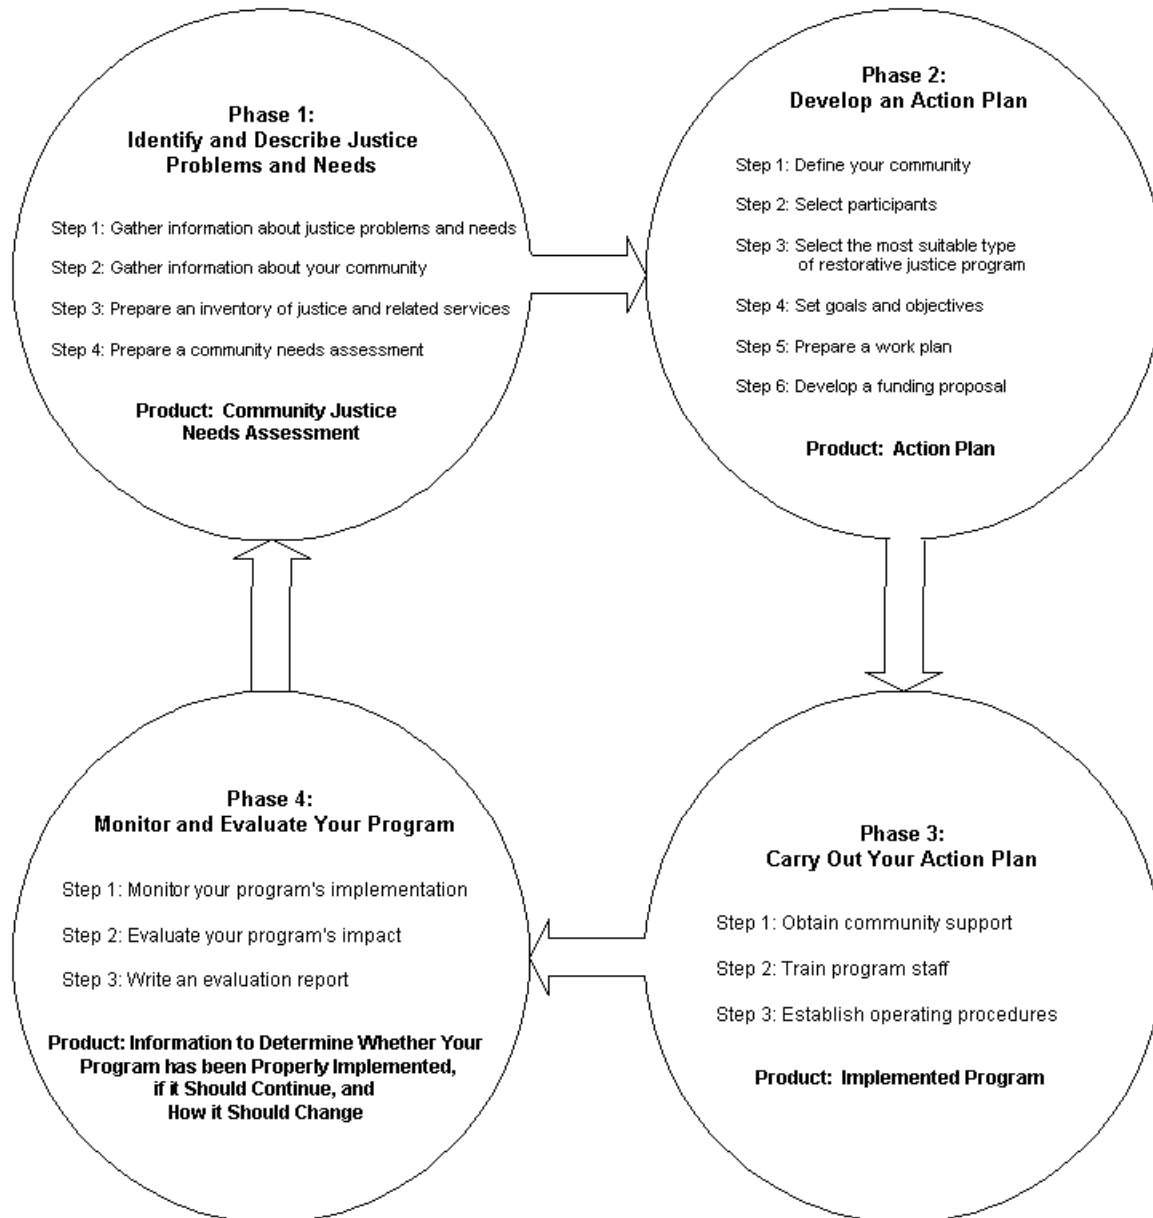 Phase 1:
Identify and Describe Justice
Problems and Needs
Step 1: Gather information about justice problems and needs
Step 2: Gather information about your community
Step 3: Prepare an inventory of justice and related services
Step 4: Prepare a community needs assessment
Product: Community Justice
Needs Assessment
Phase 2:
Develop an Action Plan
Step 1: Define your community
Step 2: Select participants
Step 3: Select the most suitable type
of restorative justice program
Step 4: Set goals and objectives
Step 5: Prepare a work plan
Step 6: Develop a funding proposal
Product: Action Plan
Phase 3:
Carry Out Your Action Plan
Step 1: Obtain community support
Step 2: Train program staff
Step 3: Establish operating procedures
Product: Implemented Program
Phase 4:
Monitor and Evaluate Your Program
Step 1: Monitor your program's implementation
Step 2: Evaluate your program's impact
Step 3: Write an evaluation report
Product: Information to Determine Whether Your
Program has been Properly Implemented,
if it Should Continue, and
How it Should Change